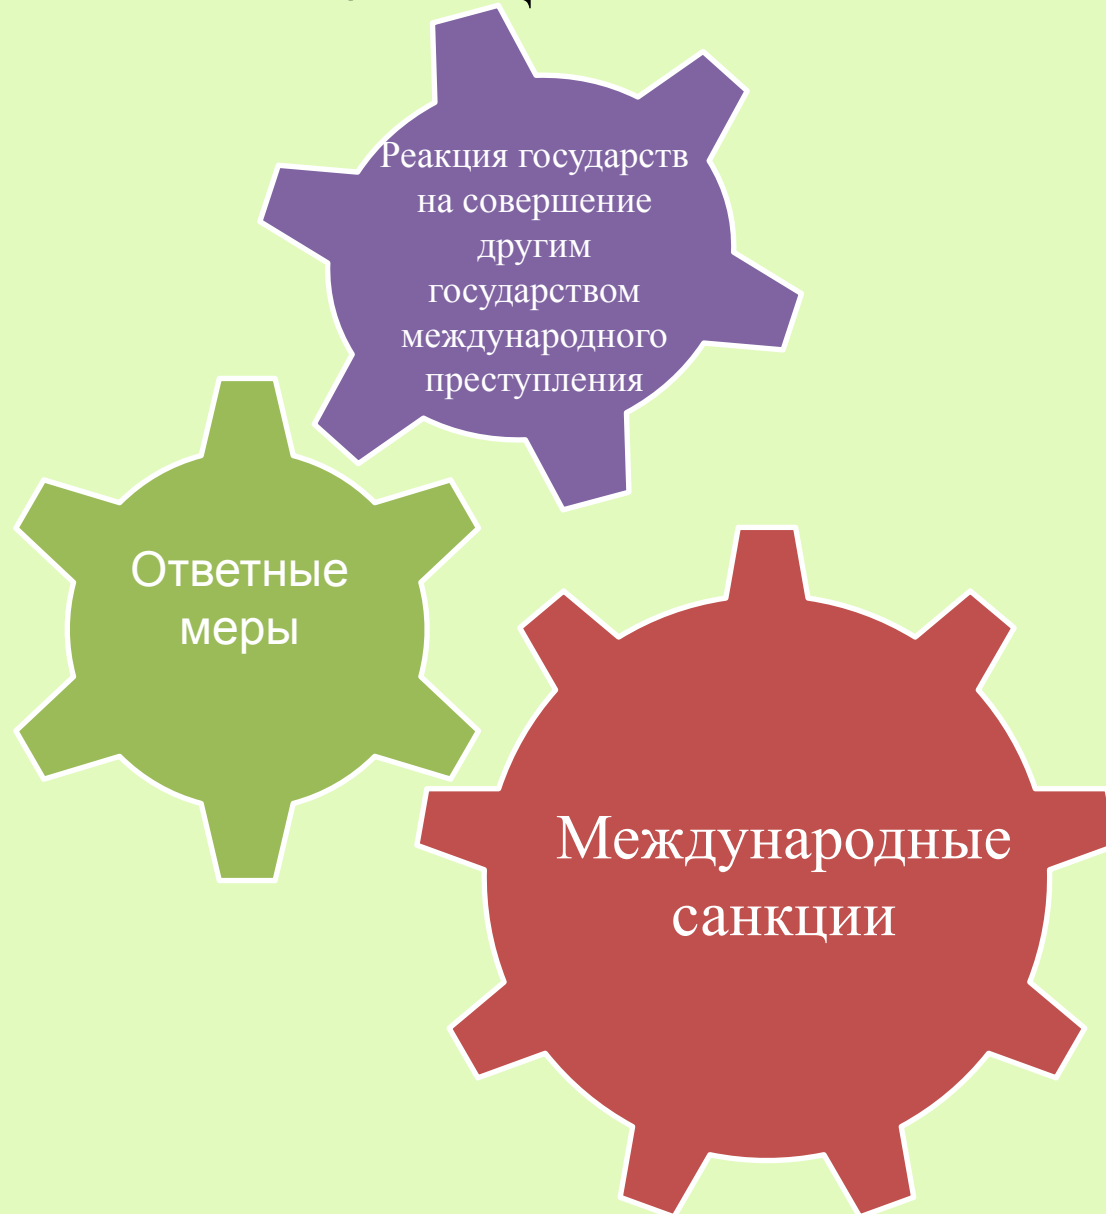 Реакция государств
на совершение
другим
государством
международного
преступления
Ответные
меры
Международные
санкции